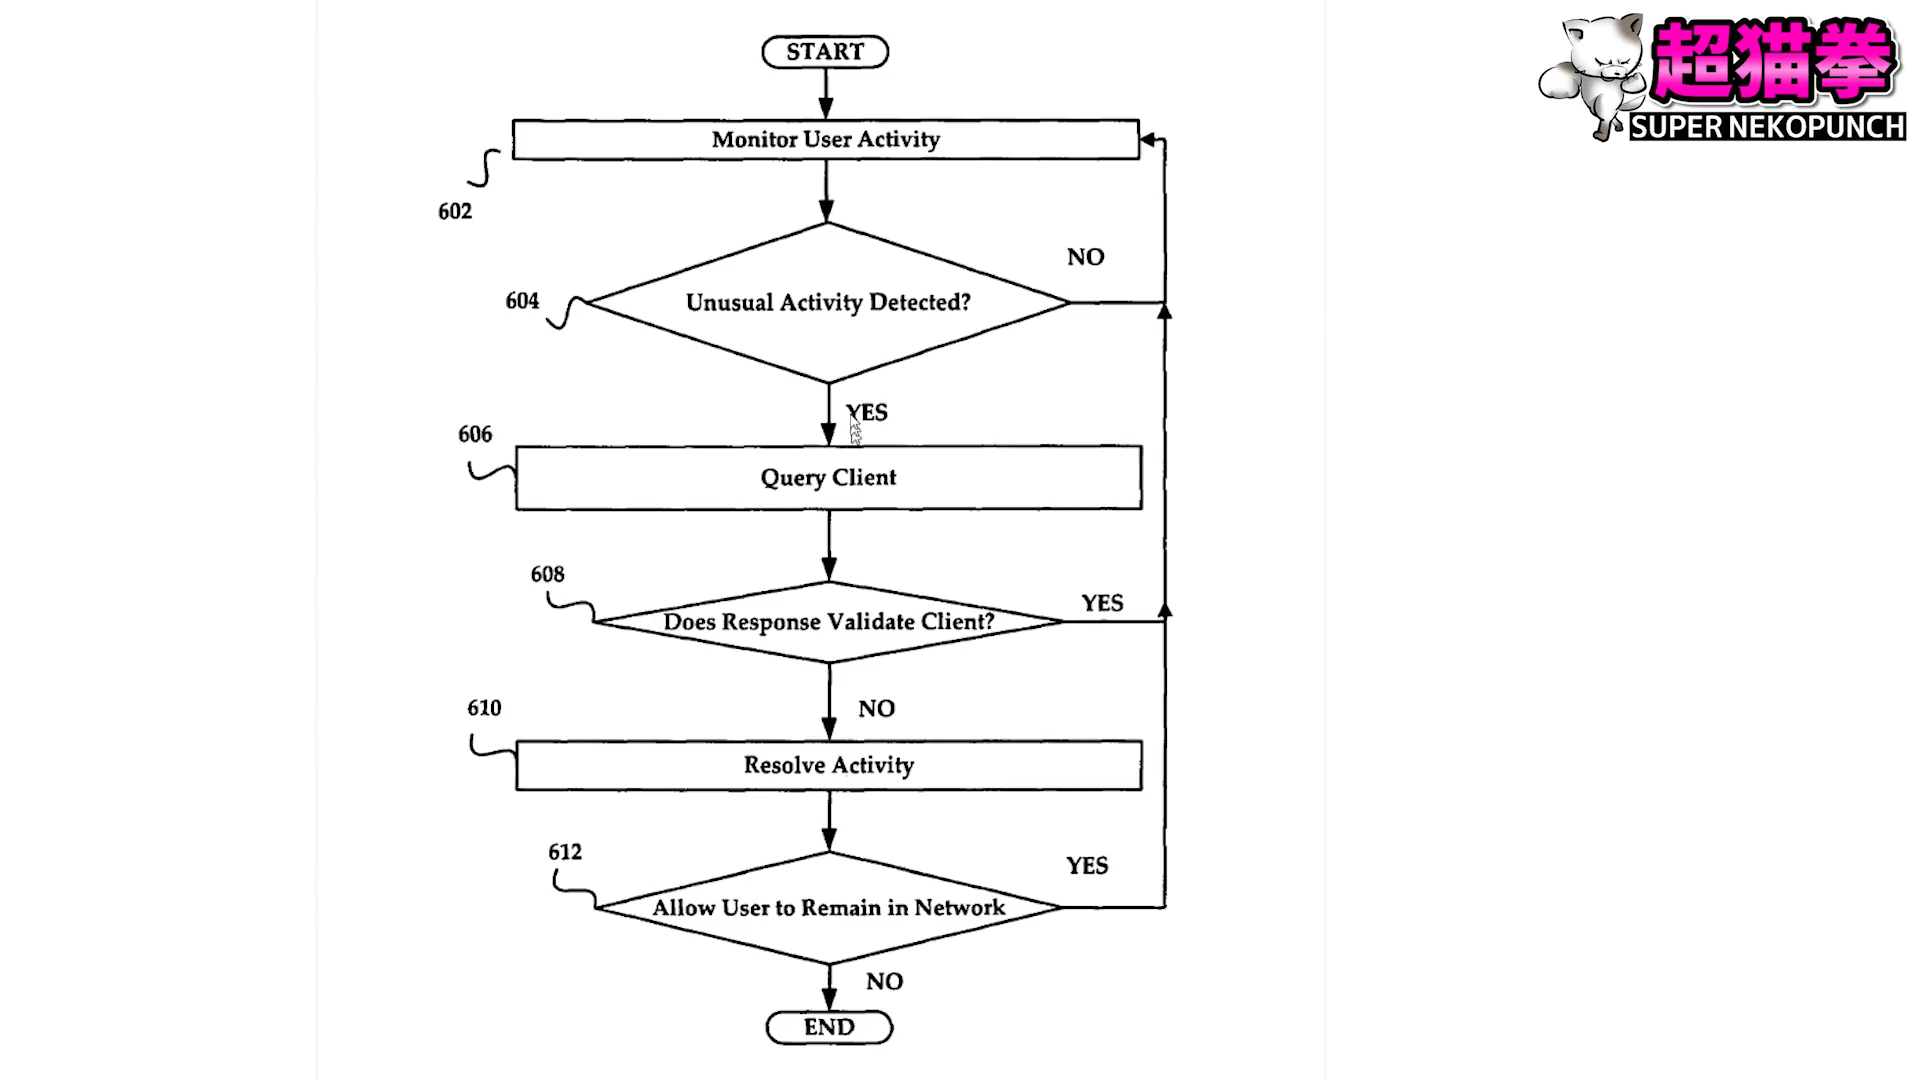 START
超猫拳
SUPER NEKOPUNCH
Monitor User Activity
602
NO
604
Unusual Activity Detected?
YES
606
Query Client
608
YES
Does Response Validate Client?
NO
610
Resolve Activity
612
YES
Allow User to Remain in Network
NO
END